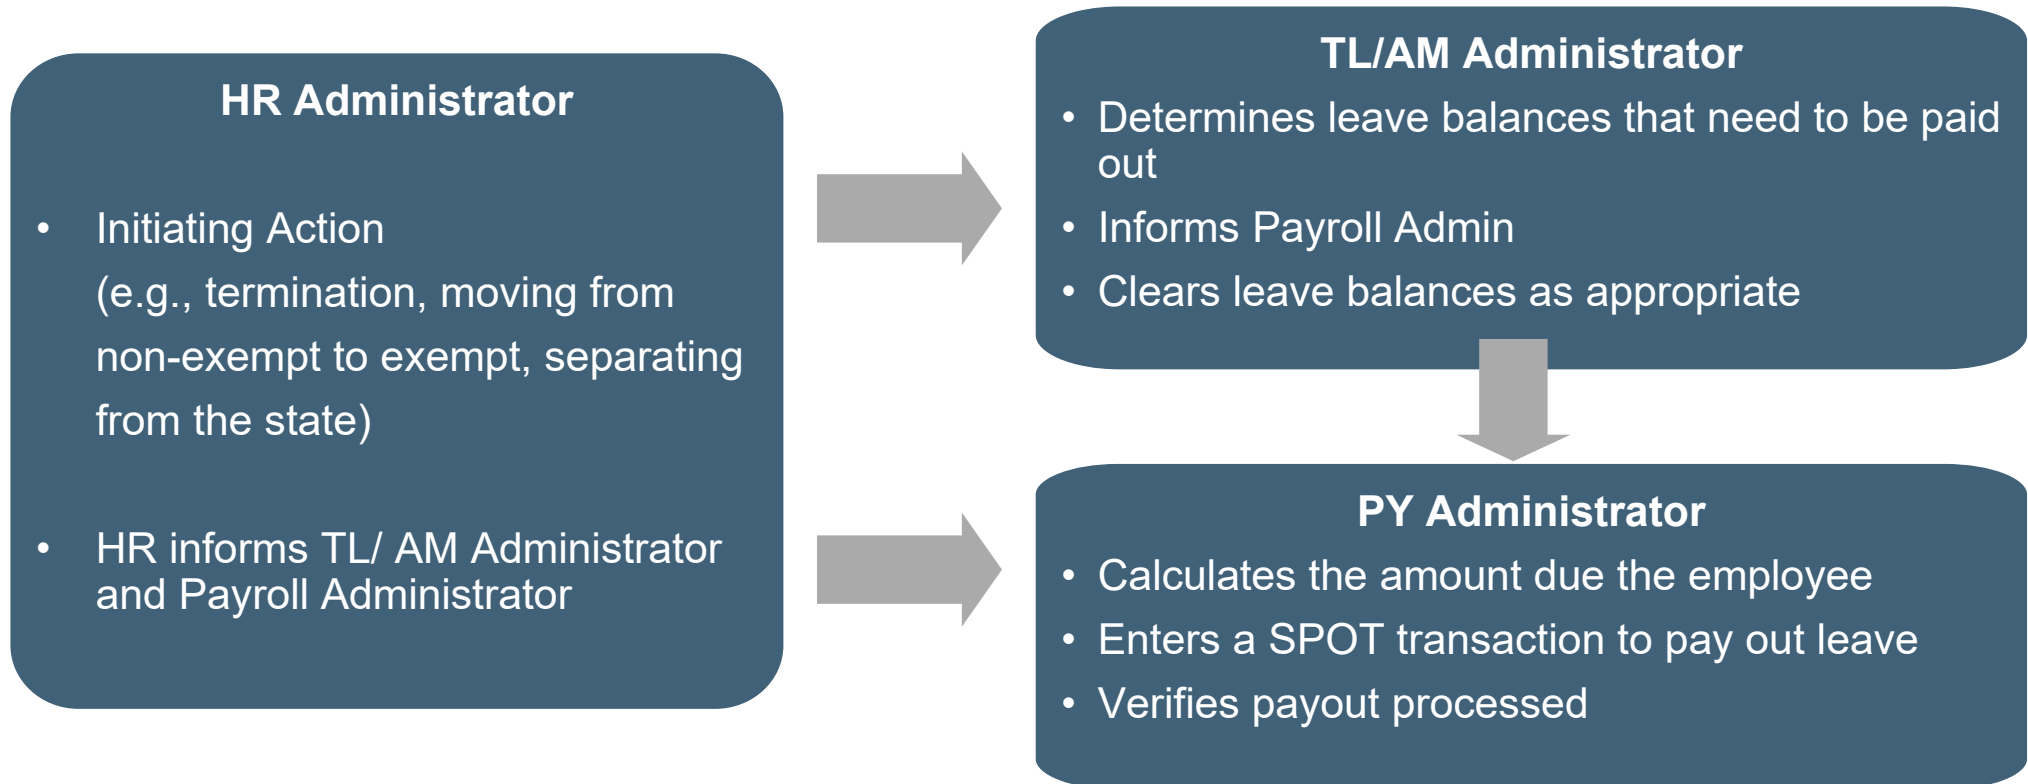 HR Administrator
• Initiating Action
(e.g., termination, moving from
non-exempt to exempt, separating
from the state)
• HR informs TL/ AM Administrator
and Payroll Administrator
TL/AM Administrator
• Determines leave balances that need to be paid
out
• Informs Payroll Admin
• Clears leave balances as appropriate
PY Administrator
• Calculates the amount due the employee
• Enters a SPOT transaction to pay out leave
• Verifies payout processed